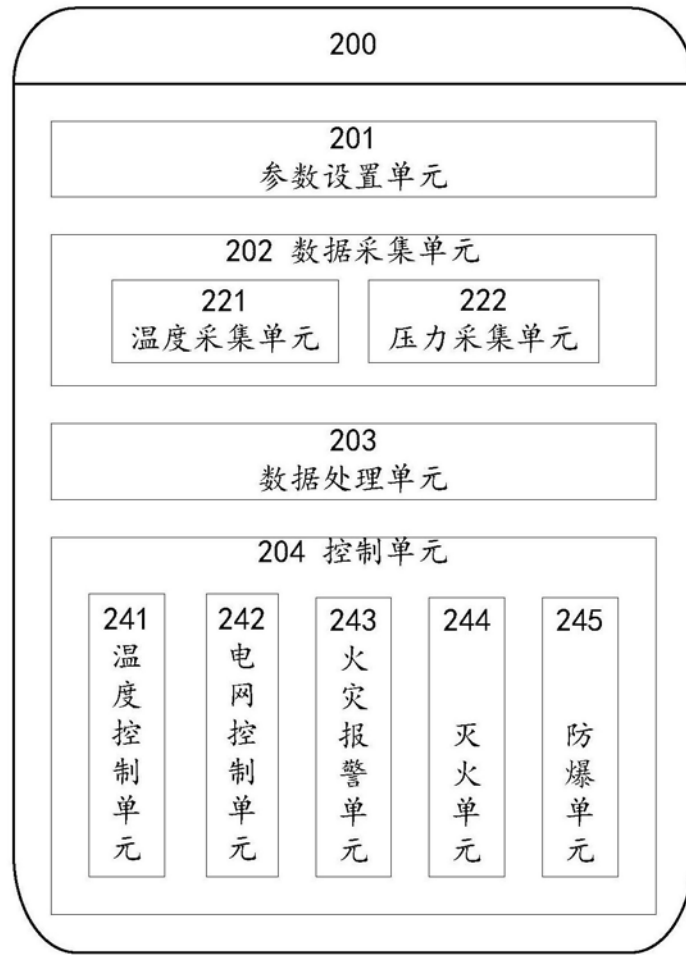 200
201
参数设置单元
202 数据采集单元
221
温度采集单元
222
压力采集单元
203
数据处理单元
204 控制单元
241
温度控制单元
242
电网控制单元
243
火灾报警单元
244
灭火单元
245
防爆单元